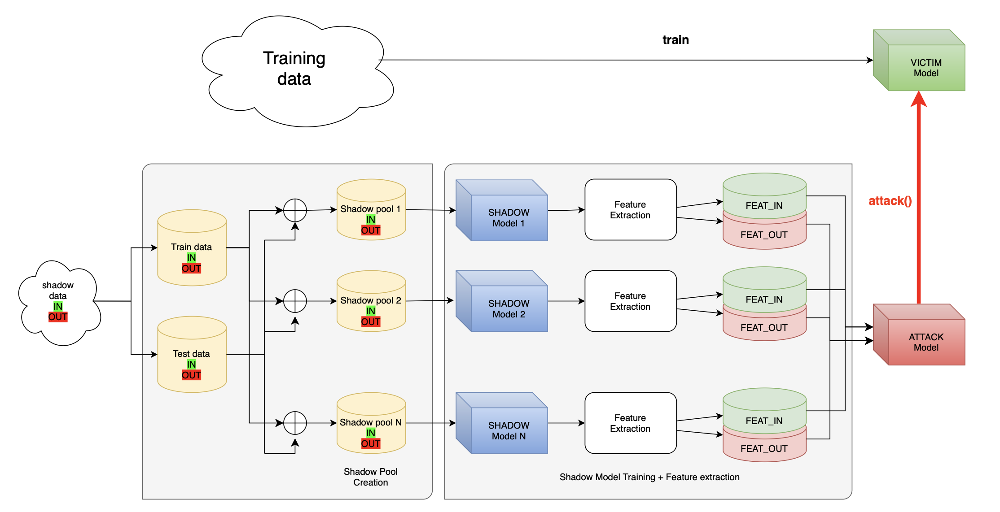 Training
data
train
VICTIM
Model
attack()
shadow
data
IN
OUT
Train data
IN
OUT
Test data
IN
OUT
Shadow pool 1
IN
OUT
Shadow pool 2
IN
OUT
Shadow pool N
IN
OUT
Shadow Pool
Creation
SHADOW
Model 1
Feature
Extraction
FEAT_IN
FEAT_OUT
SHADOW
Model 2
Feature
Extraction
FEAT_IN
FEAT_OUT
SHADOW
Model N
Feature
Extraction
FEAT_IN
FEAT_OUT
Shadow Model Training + Feature extraction
ATTACK
Model